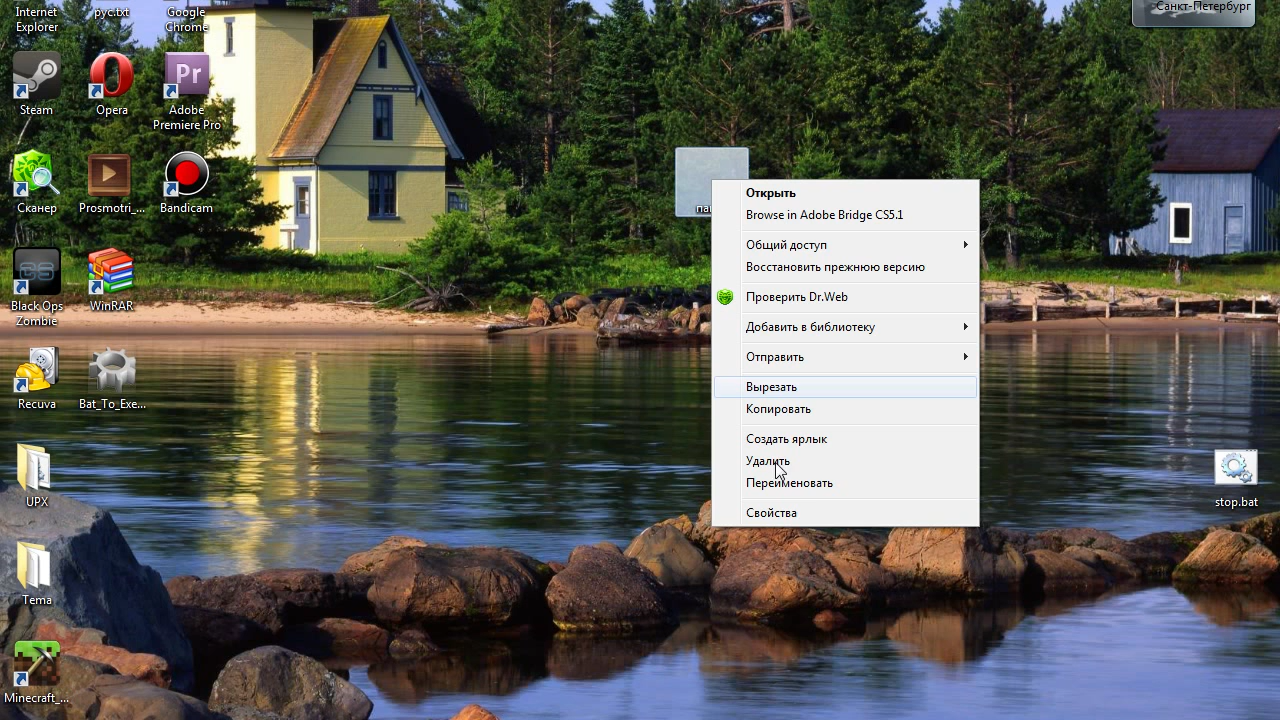 Internet
Explorer
рус.txt
Google
Chrome
Санкт-Петербург
Steam
Opera
Adobe
Premiere Pro
Pr
Сканер
Prosmotri_...
Bandicam
Black Ops
Zombie
WinRAR
Recuva
Bat_To_Exe...
UPX
Tema
Minecraft_...
stop.bat
Открыть
Browse in Adobe Bridge CS5.1
Общий доступ
Восстановить прежнюю версию
Проверить Dr.Web
Добавить в библиотеку
Отправить
Вырезать
Копировать
Создать ярлык
Удалить
Переименовать
Свойства